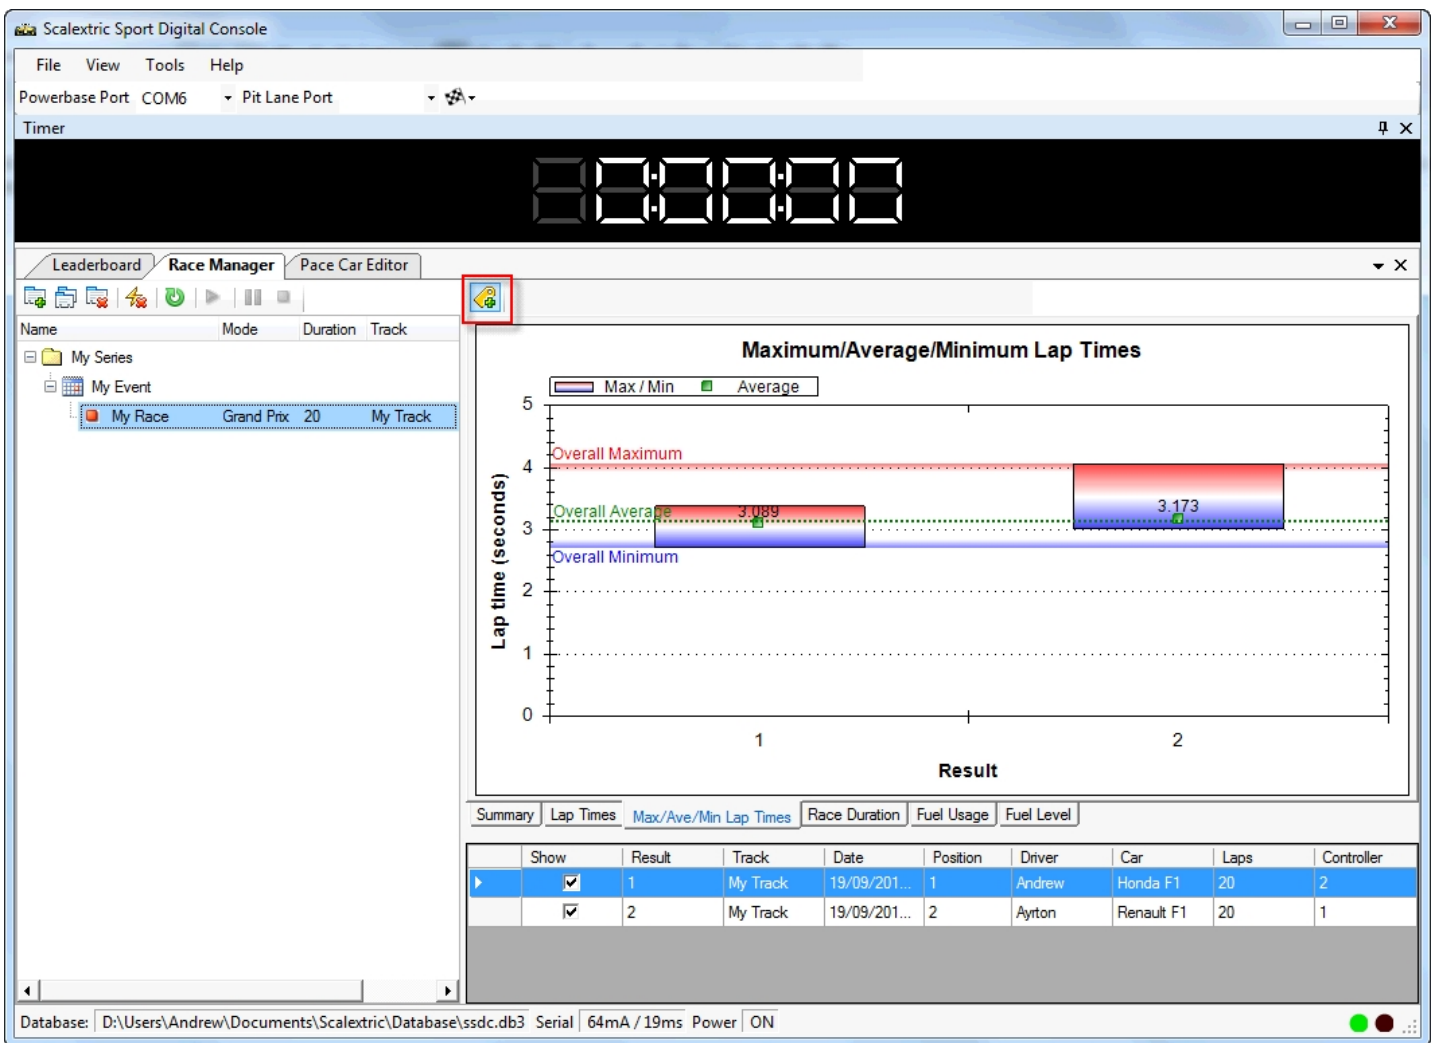 Scalextric Sport Digital Console
File View Tools Help
Powerbase Port COM6 Pit Lane Port
Timer
0:00:00
Leaderboard Race Manager Pace Car Editor
Name Mode Duration Track
My Series
My Event
My Race Grand Prix 20 My Track
Maximum/Average/Minimum Lap Times
Max / Min Average
5
Overall Maximum
4
Overall Average 3.089 3.173
3
Overall Minimum
2
1
0
Lap time (seconds)
1 2
Result
Summary Lap Times Max/Ave/Min Lap Times Race Duration Fuel Usage Fuel Level
Show Result Track Date Position Driver Car Laps Controller
1 My Track 19/09/201... 1 Andrew Honda F1 20 2
2 My Track 19/09/201... 2 Ayrton Renault F1 20 1
Database: D:\Users\Andrew\Documents\Scalextric\Database\ssdc.db3 Serial 64mA / 19ms Power ON